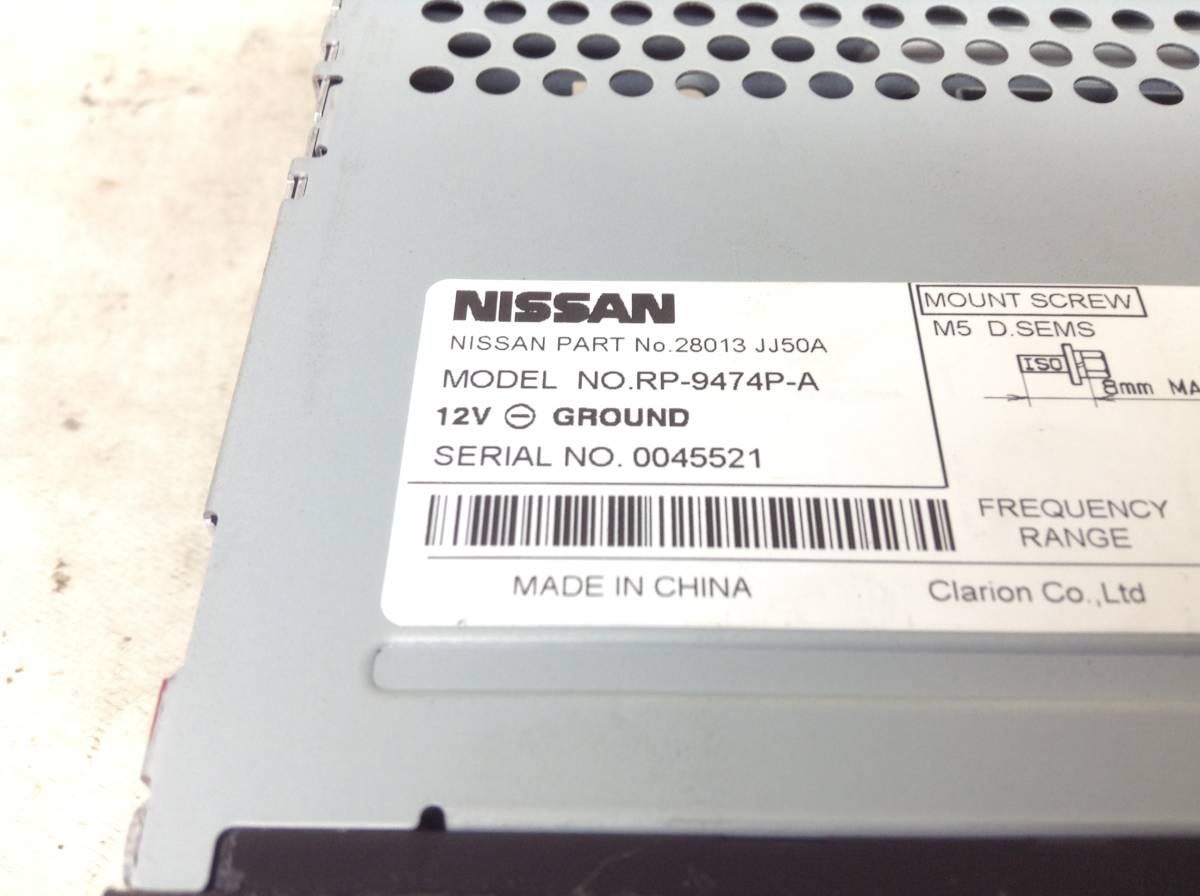 NISSAN
NISSAN PART No.28013 JJ50A
MODEL NO.RP-9474P-A
12V ⊖ GROUND
SERIAL NO. 0045521
MOUNT SCREW
M5 D.SEMS
ISO
8mm MA
FREQUENCY
RANGE
MADE IN CHINA
Clarion Co.,Ltd